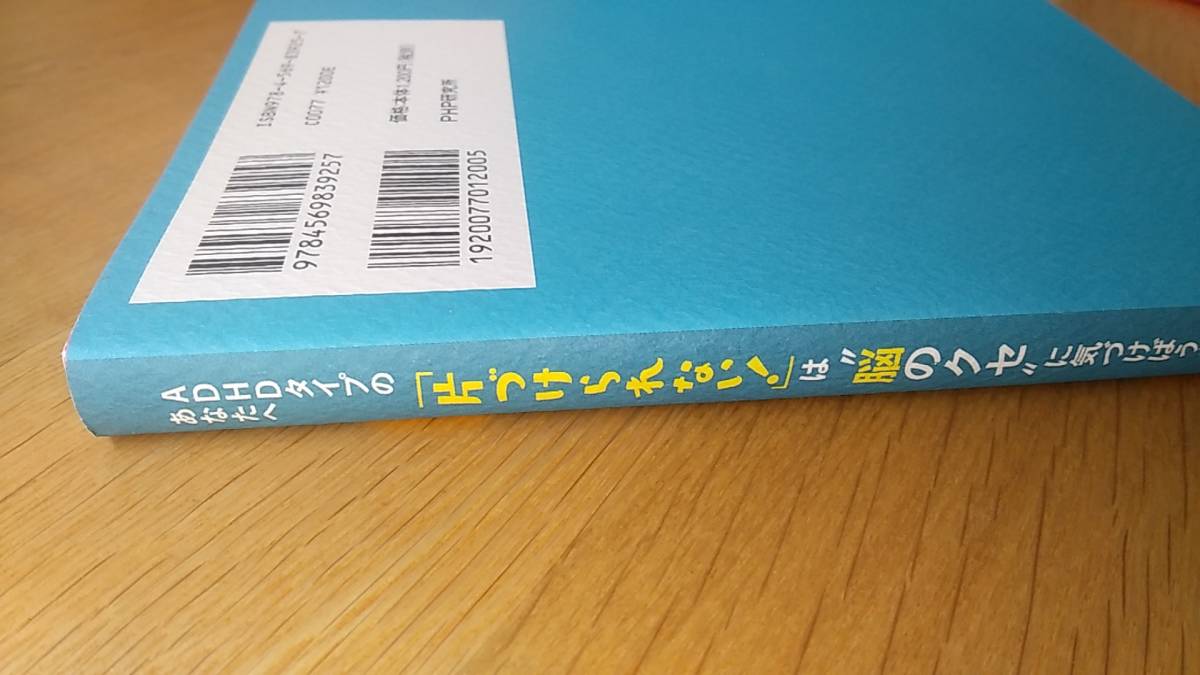 ISBN978-4-569-83925-7
C0077 ¥1200E
価格:本体1,200円(税別)
PHP研究所
9784569839257
1920077012005
ADHDタイプの
あなたへ
「片づけられない!」は“脳のクセ”に気づけば